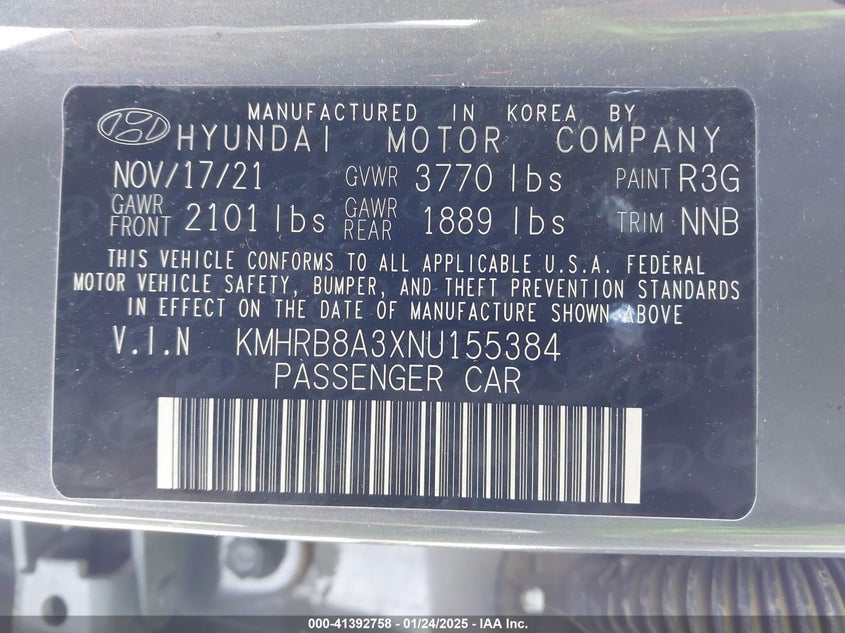 MANUFACTURED IN KOREA BY
HYUNDAI MOTOR COMPANY
NOV/17/21 GVWR 3770 lbs PAINT R3G
GAWR FRONT 2101 lbs GAWR REAR 1889 lbs TRIM NNB
THIS VEHICLE CONFORMS TO ALL APPLICABLE U.S.A. FEDERAL
MOTOR VEHICLE SAFETY, BUMPER, AND THEFT PREVENTION STANDARDS
IN EFFECT ON THE DATE OF MANUFACTURE SHOWN ABOVE
V.I.N KMHRB8A3XNU155384
PASSENGER CAR
000-41392758 - 01/24/2025 - IAA Inc.